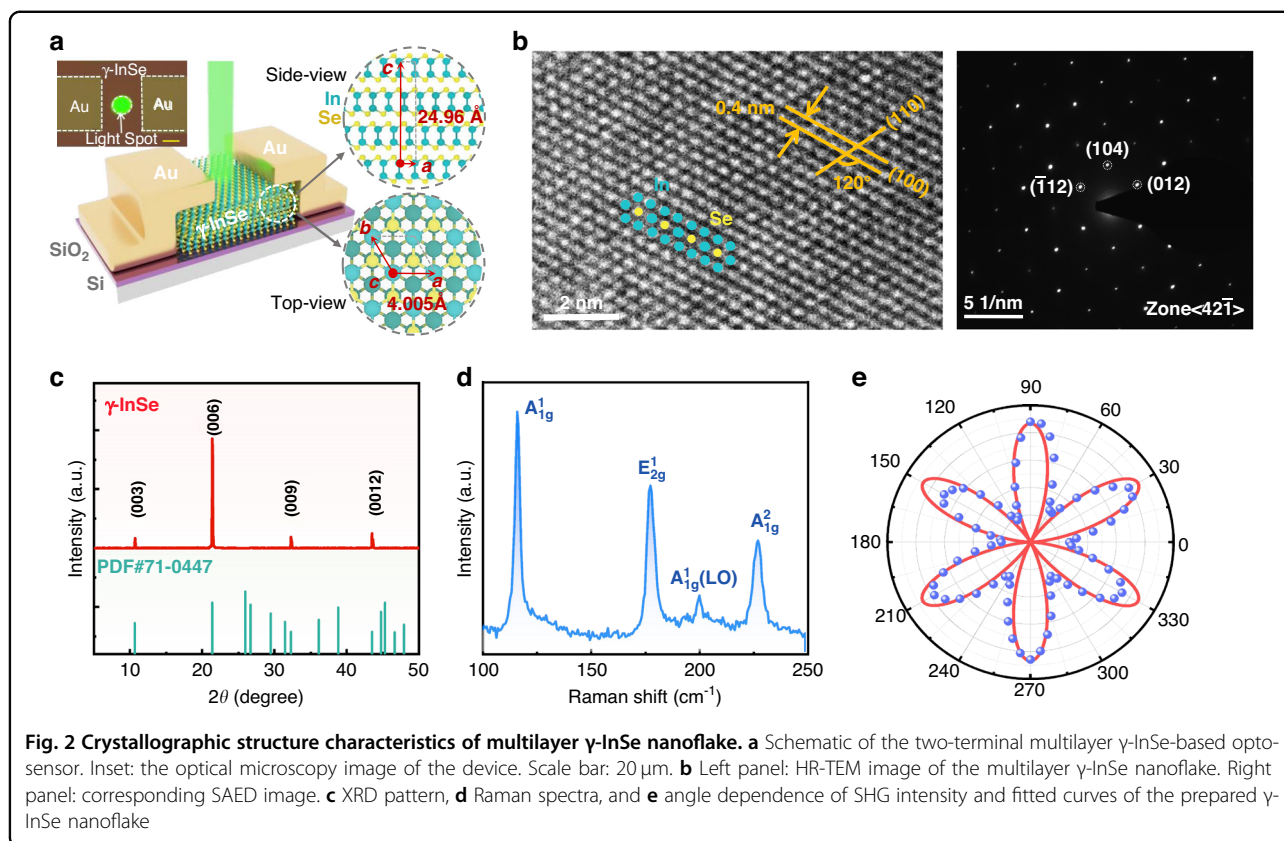 a
γ-InSe
Au
Au
Light Spot
Au
Au
γ-InSe
SiO₂
Si
Side-view
In
Se
c
24.96 Å
a
b
c
a
4.005Å
Top-view
b
0.4 nm
(110)
120°
(100)
In
Se
2 nm
(104)
(1̄12)
(012)
5 1/nm
Zone<421̄>
c
γ-InSe
(003)
(006)
(009)
(0012)
PDF#71-0447
Intensity (a.u.)
10
20
30
40
50
2θ (degree)
d
A¹₁g
E¹₂g
A¹₁g(LO)
A²₁g
Intensity (a.u.)
100
150
200
250
Raman shift (cm⁻¹)
e
90
60
30
0
330
300
270
240
210
180
150
120
Fig. 2 Crystallographic structure characteristics of multilayer γ-InSe nanoflake. a Schematic of the two-terminal multilayer γ-InSe-based opto-
sensor. Inset: the optical microscopy image of the device. Scale bar: 20 μm. b Left panel: HR-TEM image of the multilayer γ-InSe nanoflake. Right
panel: corresponding SAED image. c XRD pattern, d Raman spectra, and e angle dependence of SHG intensity and fitted curves of the prepared γ-
InSe nanoflake